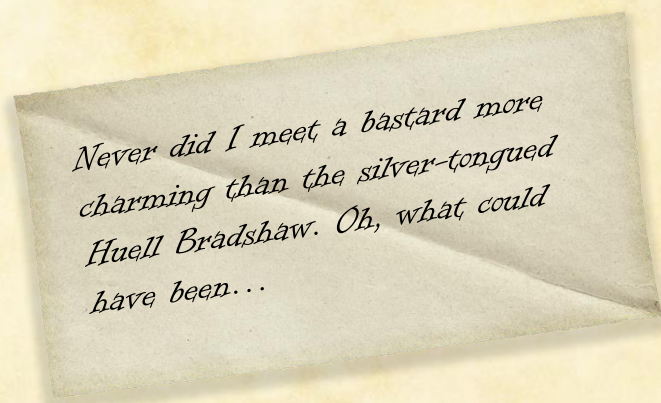 Never did I meet a bastard more
charming than the silver-tongued
Huell Bradshaw. Oh, what could
have been...